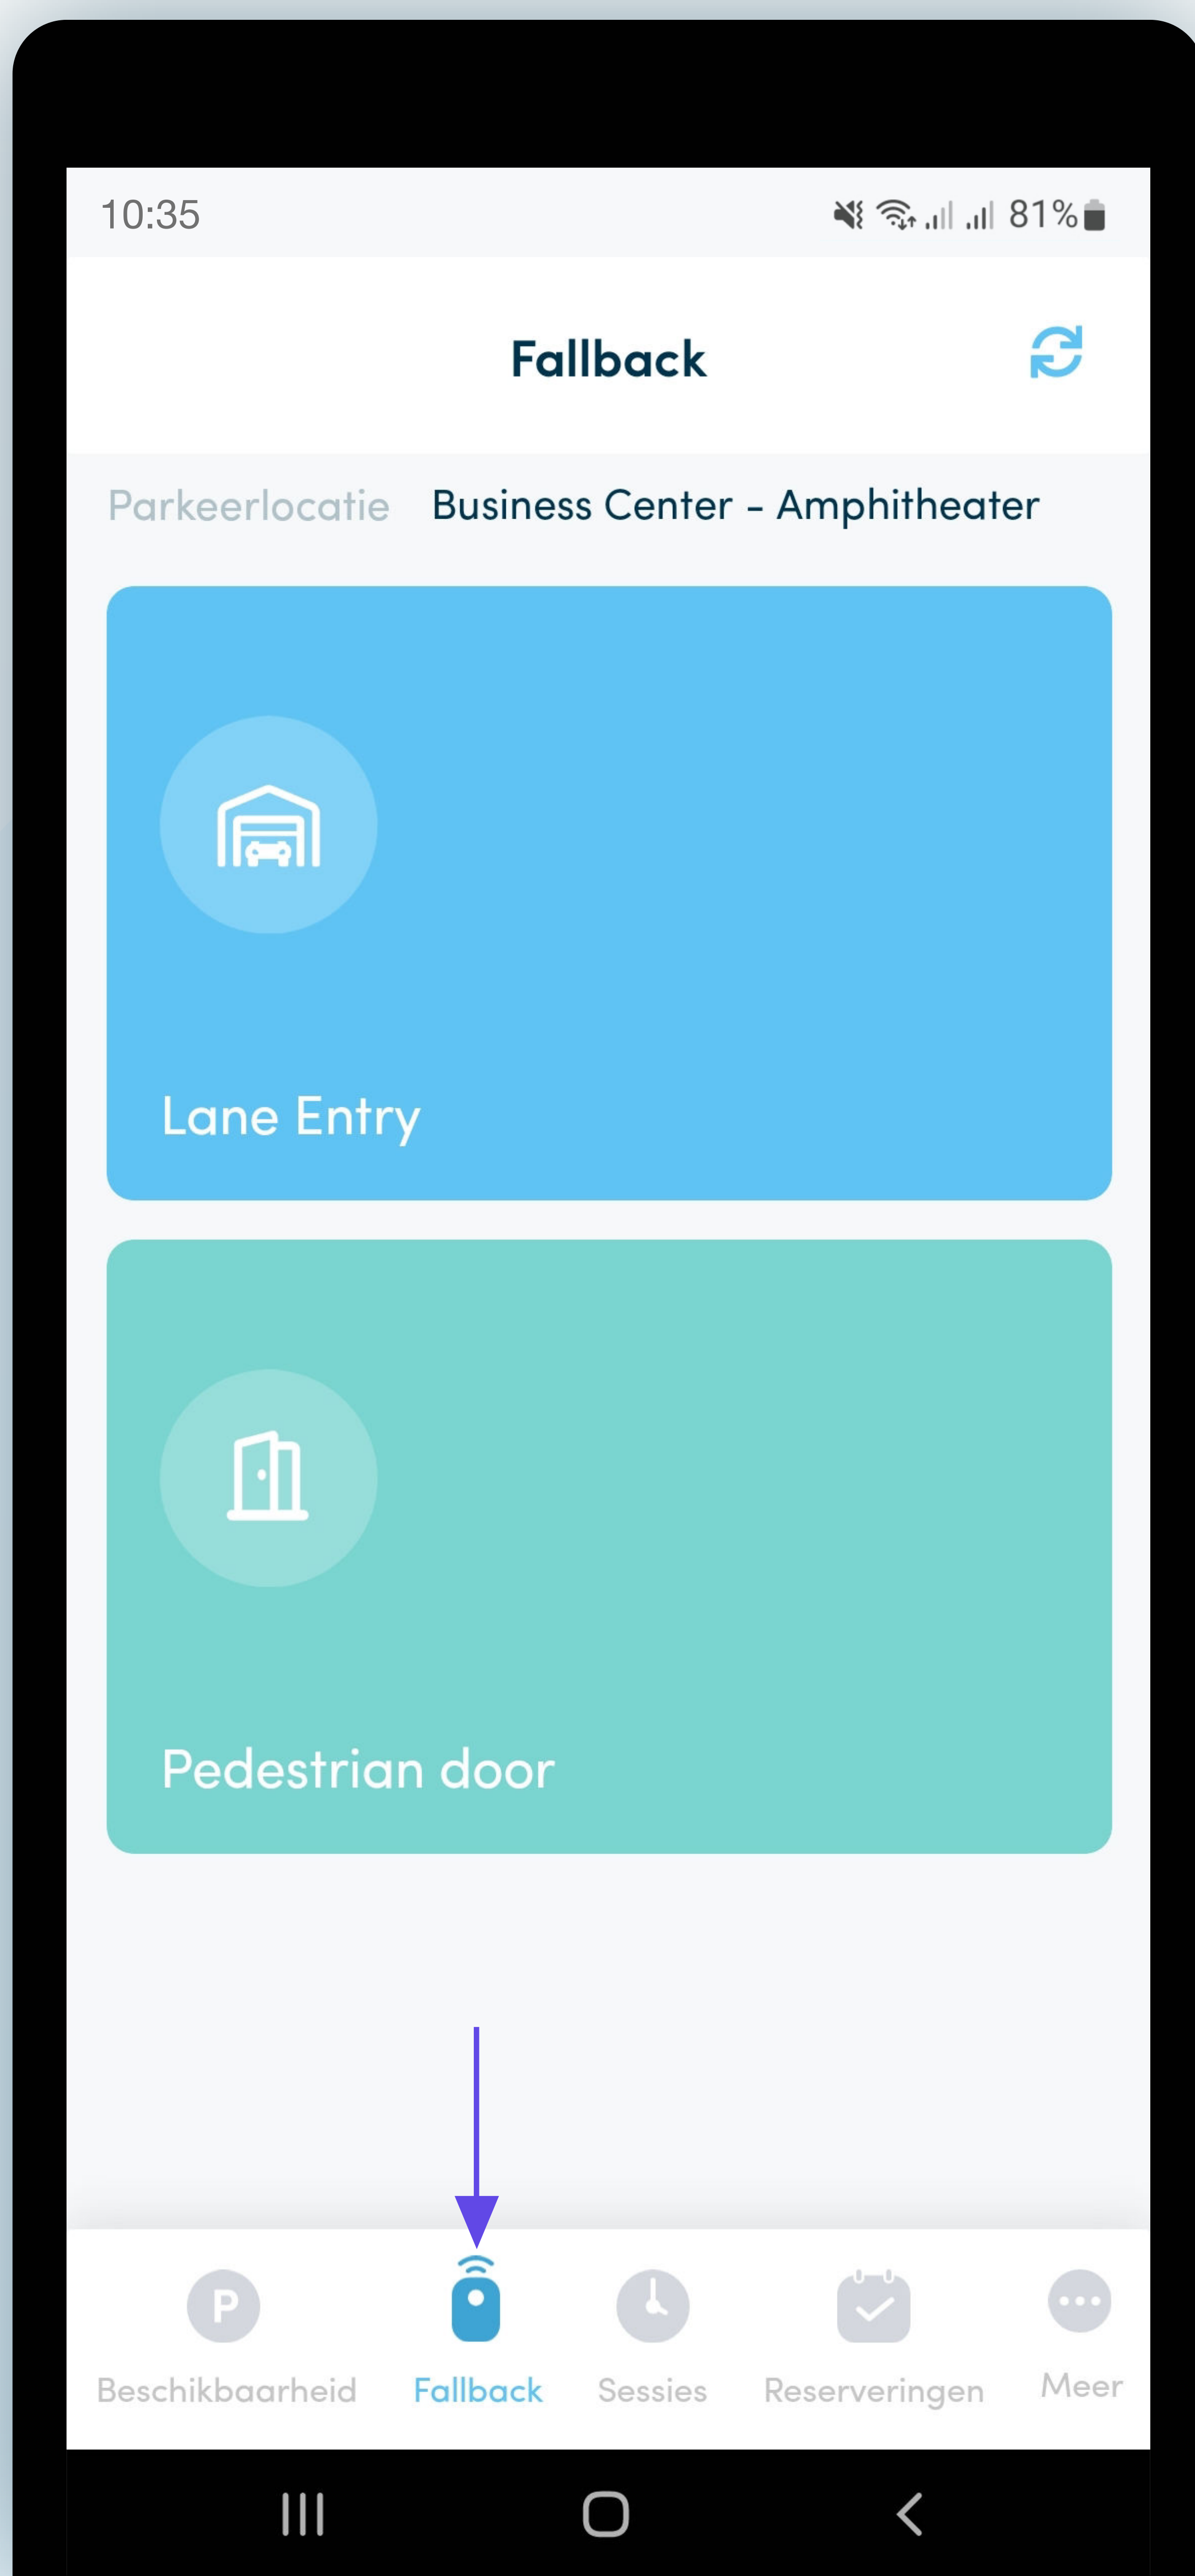 10:35 81%
Fallback
Parkeerlocatie Business Center - Amphitheater
Lane Entry
Pedestrian door
P
Beschikbaarheid Fallback Sessies Reserveringen Meer